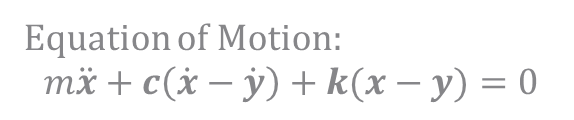 Equation of Motion:
mẍ + c(ẋ − ẏ) + k(x − y) = 0